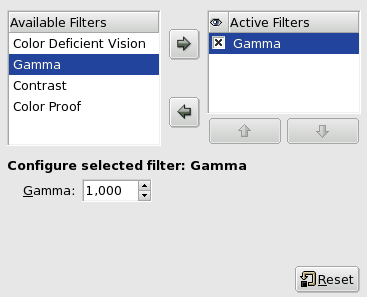 Available Filters
Color Deficient Vision
Gamma
Contrast
Color Proof
Active Filters
Gamma
Configure selected filter: Gamma
Gamma: 1,000
Reset